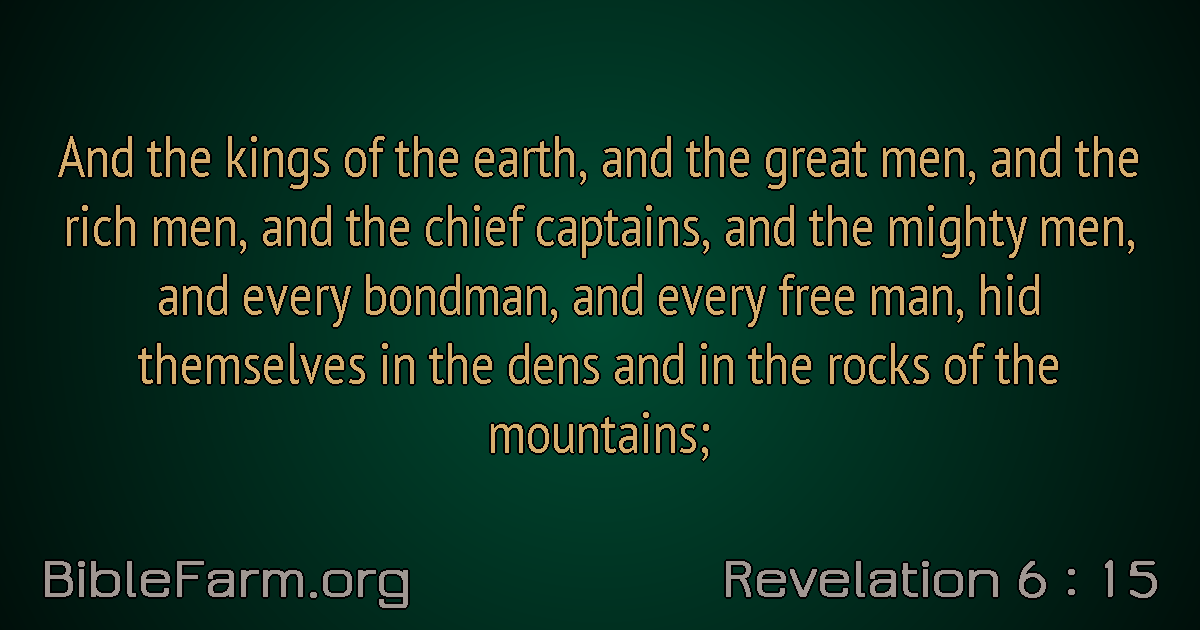 And the kings of the earth, and the great men, and the
rich men, and the chief captains, and the mighty men,
and every bondman, and every free man, hid
themselves in the dens and in the rocks of the
mountains;
BibleFarm.org
Revelation 6 : 15